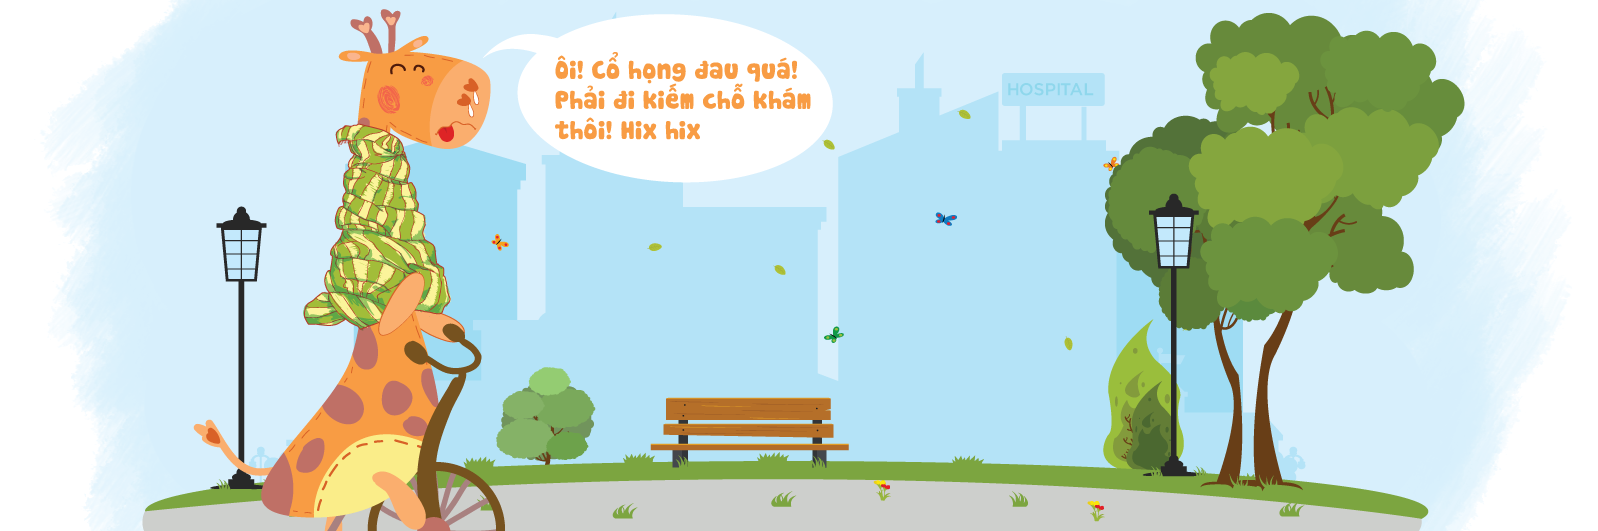 Ôi! Cổ họng đau quá!
Phải đi kiếm chỗ khám
thôi! Hix hix
HOSPITAL